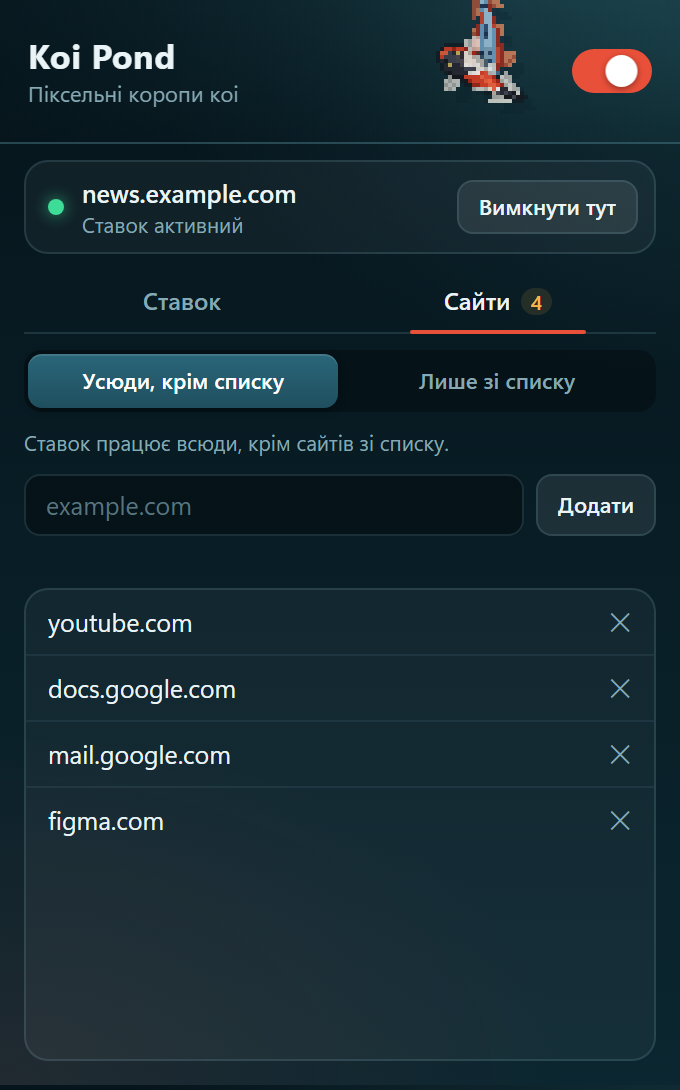 Koi Pond
Піксельні коропи коі
news.example.com
Ставок активний
Вимкнути тут
Ставок
Сайти 4
Усюди, крім списку
Лише зі списку
Ставок працює всюди, крім сайтів зі списку.
example.com
Додати
youtube.com
docs.google.com
mail.google.com
figma.com